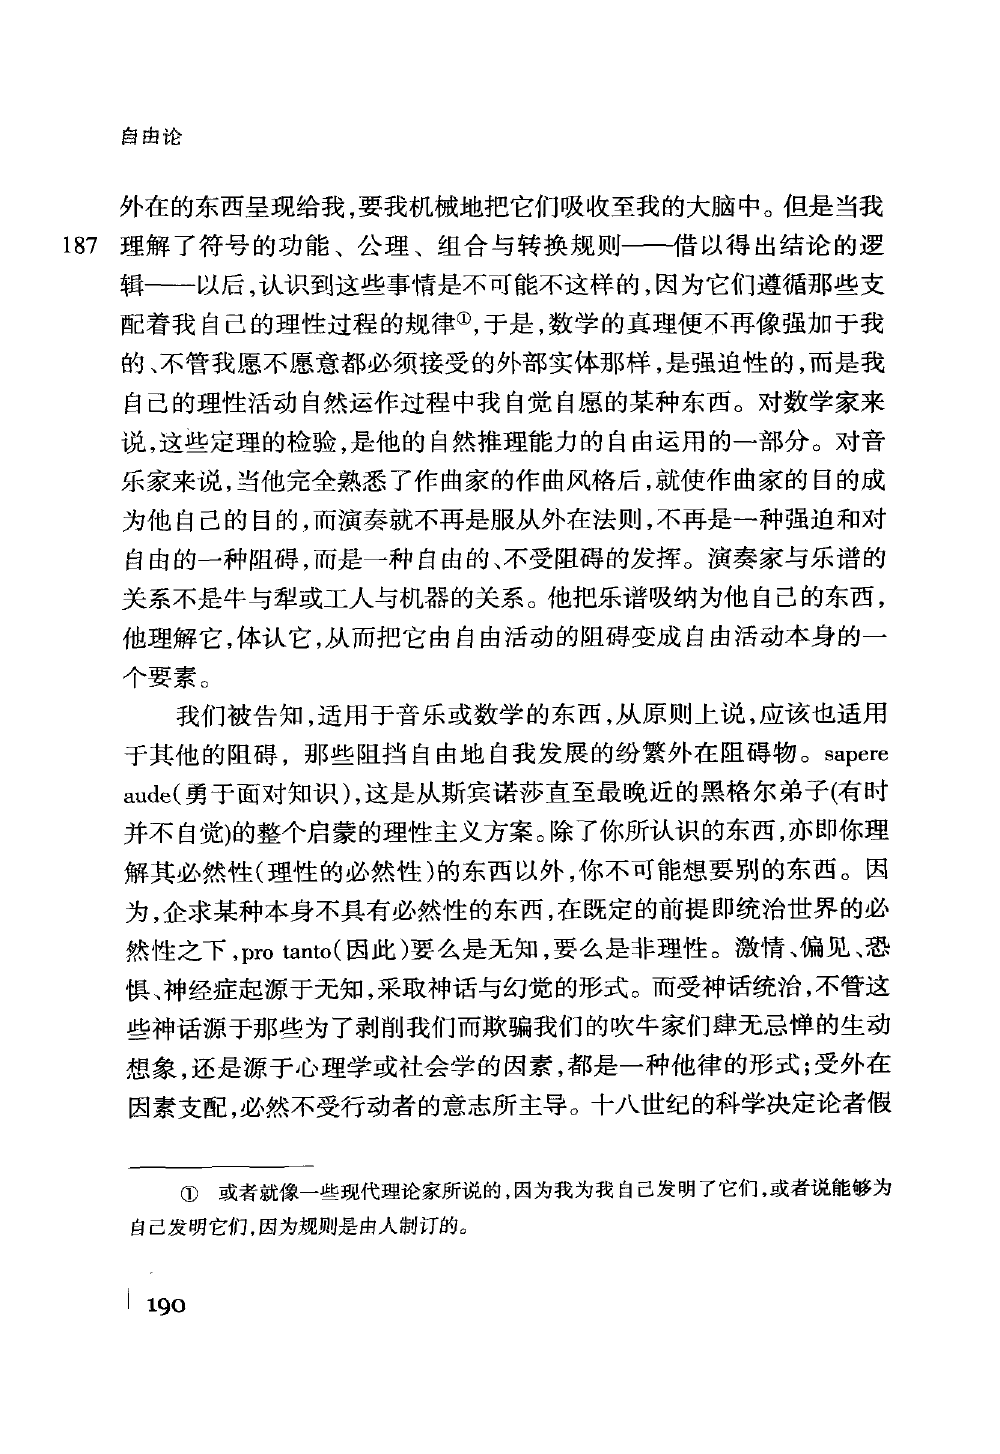 自由论
外在的东西呈现给我,要我机械地把它们吸收至我的大脑中。但是当我
187 理解了符号的功能、公理、组合与转换规则——借以得出结论的逻
辑——以后,认识到这些事情是不可能不这样的,因为它们遵循那些支
配着我自己的理性过程的规律①,于是,数学的真理便不再像强加于我
的、不管我愿不愿意都必须接受的外部实体那样,是强迫性的,而是我
自己的理性活动自然运作过程中我自觉自愿的某种东西。对数学家来
说,这些定理的检验,是他的自然推理能力的自由运用的一部分。对音
乐家来说,当他完全熟悉了作曲家的作曲风格后,就使作曲家的目的成
为他自己的目的,而演奏就不再是服从外在法则,不再是一种强迫和对
自由的一种阻碍,而是一种自由的、不受阻碍的发挥。演奏家与乐谱的
关系不是牛与犁或工人与机器的关系。他把乐谱吸纳为他自己的东西,
他理解它,体认它,从而把它由自由活动的阻碍变成自由活动本身的一
个要素。
我们被告知,适用于音乐或数学的东西,从原则上说,应该也适用
于其他的阻碍, 那些阻挡自由地自我发展的纷繁外在阻碍物。sapere
aude(勇于面对知识),这是从斯宾诺莎直至最晚近的黑格尔弟子(有时
并不自觉)的整个启蒙的理性主义方案。除了你所认识的东西,亦即你理
解其必然性(理性的必然性)的东西以外,你不可能想要别的东西。因
为,企求某种本身不具有必然性的东西,在既定的前提即统治世界的必
然性之下,pro tanto(因此)要么是无知,要么是非理性。激情、偏见、恐
惧、神经症起源于无知,采取神话与幻觉的形式。而受神话统治,不管这
些神话源于那些为了剥削我们而欺骗我们的吹牛家们肆无忌惮的生动
想象,还是源于心理学或社会学的因素,都是一种他律的形式;受外在
因素支配,必然不受行动者的意志所主导。十八世纪的科学决定论者假
① 或者就像一些现代理论家所说的,因为我为我自己发明了它们,或者说能够为
自己发明它们,因为规则是由人制订的。
190